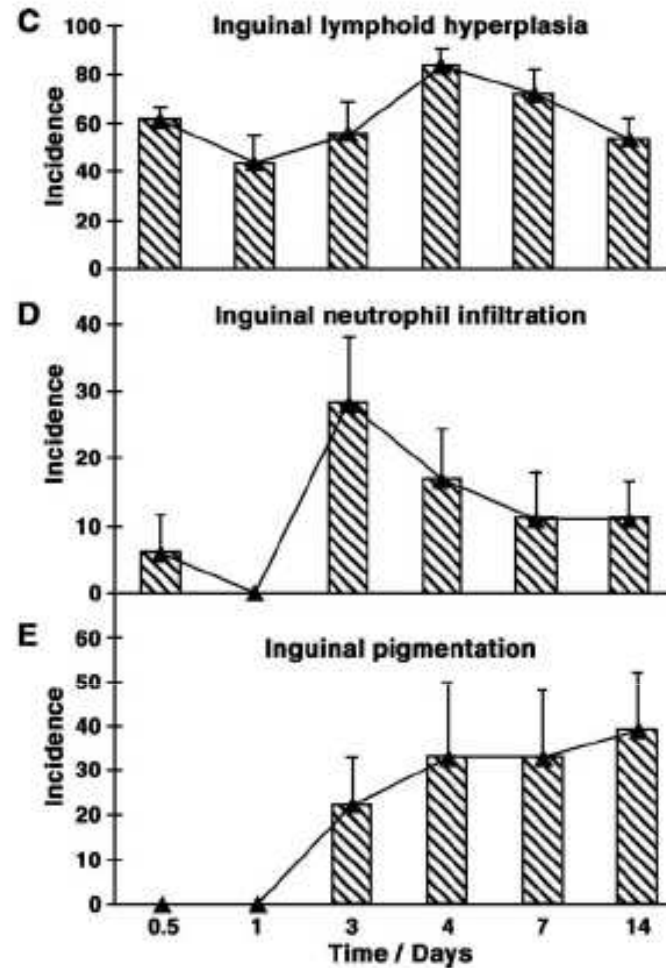 C Inguinal lymphoid hyperplasia
100
80
60
40
20
0
Incidence
D Inguinal neutrophil infiltration
40
30
20
10
0
Incidence
E Inguinal pigmentation
60
50
40
30
20
10
0
Incidence
0.5 1 3 4 7 14
Time / Days